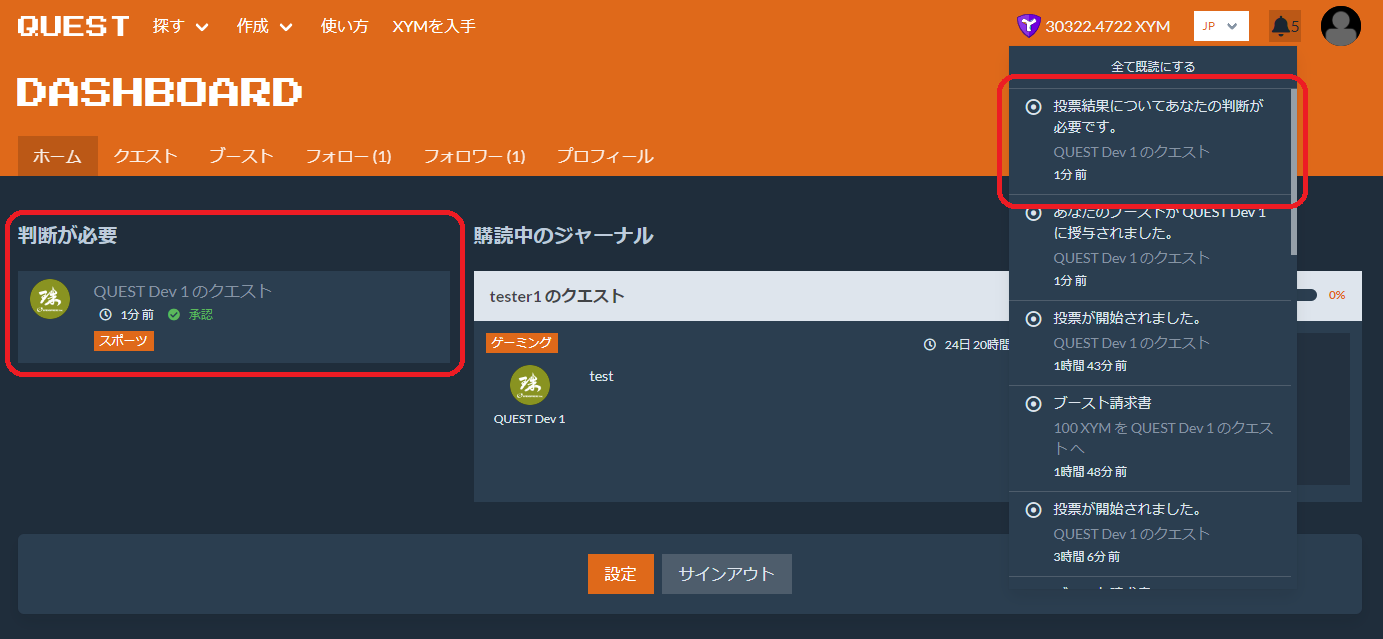 QUEST 探す 作成 使い方 XYMを入手 30322.4722 XYM JP 5
DASHBOARD
ホーム クエスト ブースト フォロー (1) フォロワー (1) プロフィール
判断が必要
QUEST Dev 1 のクエスト
1分 前 承認
スポーツ
購読中のジャーナル
tester1 のクエスト 0%
ゲーミング 24日 20時間
test
QUEST Dev 1
設定 サインアウト
全て既読にする
投票結果についてあなたの判断が
必要です。
QUEST Dev 1 のクエスト
1分 前
あなたのブーストが QUEST Dev 1
に授与されました。
QUEST Dev 1 のクエスト
1分 前
投票が開始されました。
QUEST Dev 1 のクエスト
1時間 43分 前
ブースト請求書
100 XYM を QUEST Dev 1 のクエス
トへ
1時間 48分 前
投票が開始されました。
QUEST Dev 1 のクエスト
3時間 6分 前